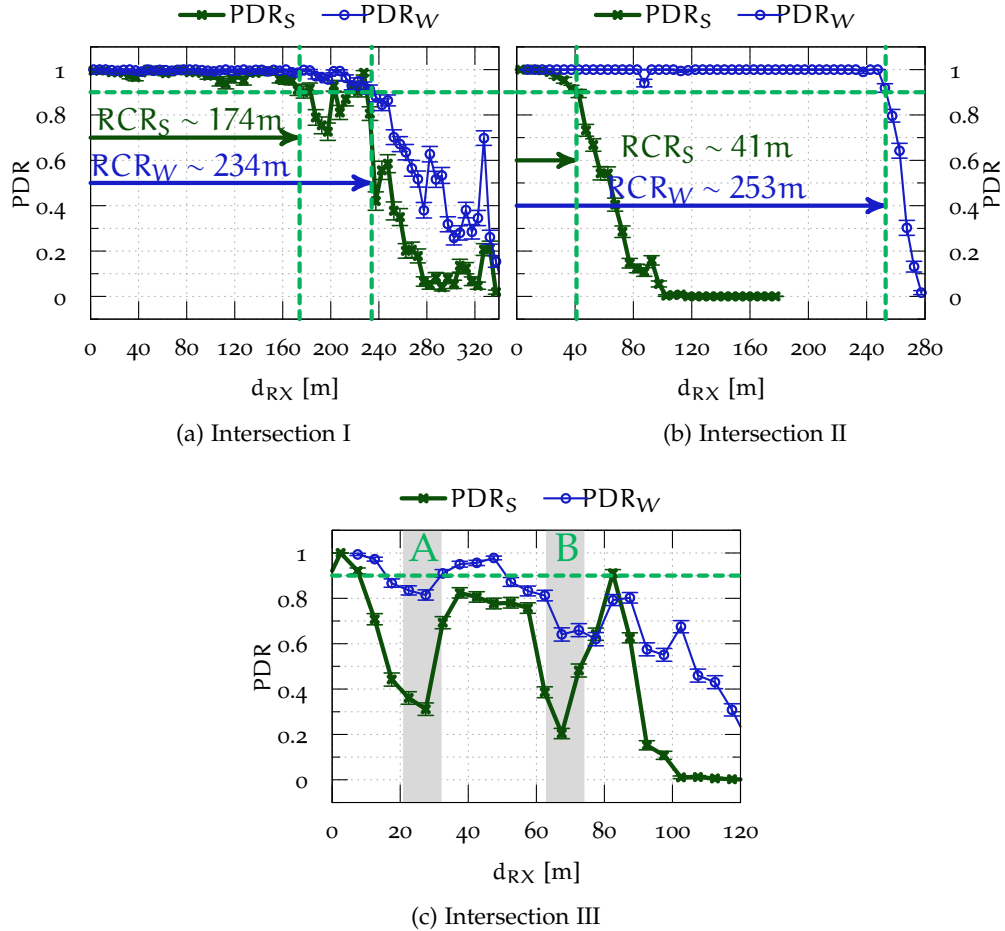 PDR_S PDR_W PDR_S PDR_W
1
0.8
0.6
0.4
0.2
0
PDR
RCR_S ~ 174m
RCR_W ~ 234m
0 40 80 120 160 200 240 280 320
d_RX [m]
(a) Intersection I
1
0.8
0.6
0.4
0.2
0
PDR
RCR_S ~ 41m
RCR_W ~ 253m
0 40 80 120 160 200 240 280
d_RX [m]
(b) Intersection II
PDR_S PDR_W
A B
1
0.8
0.6
0.4
0.2
0
PDR
0 20 40 60 80 100 120
d_RX [m]
(c) Intersection III